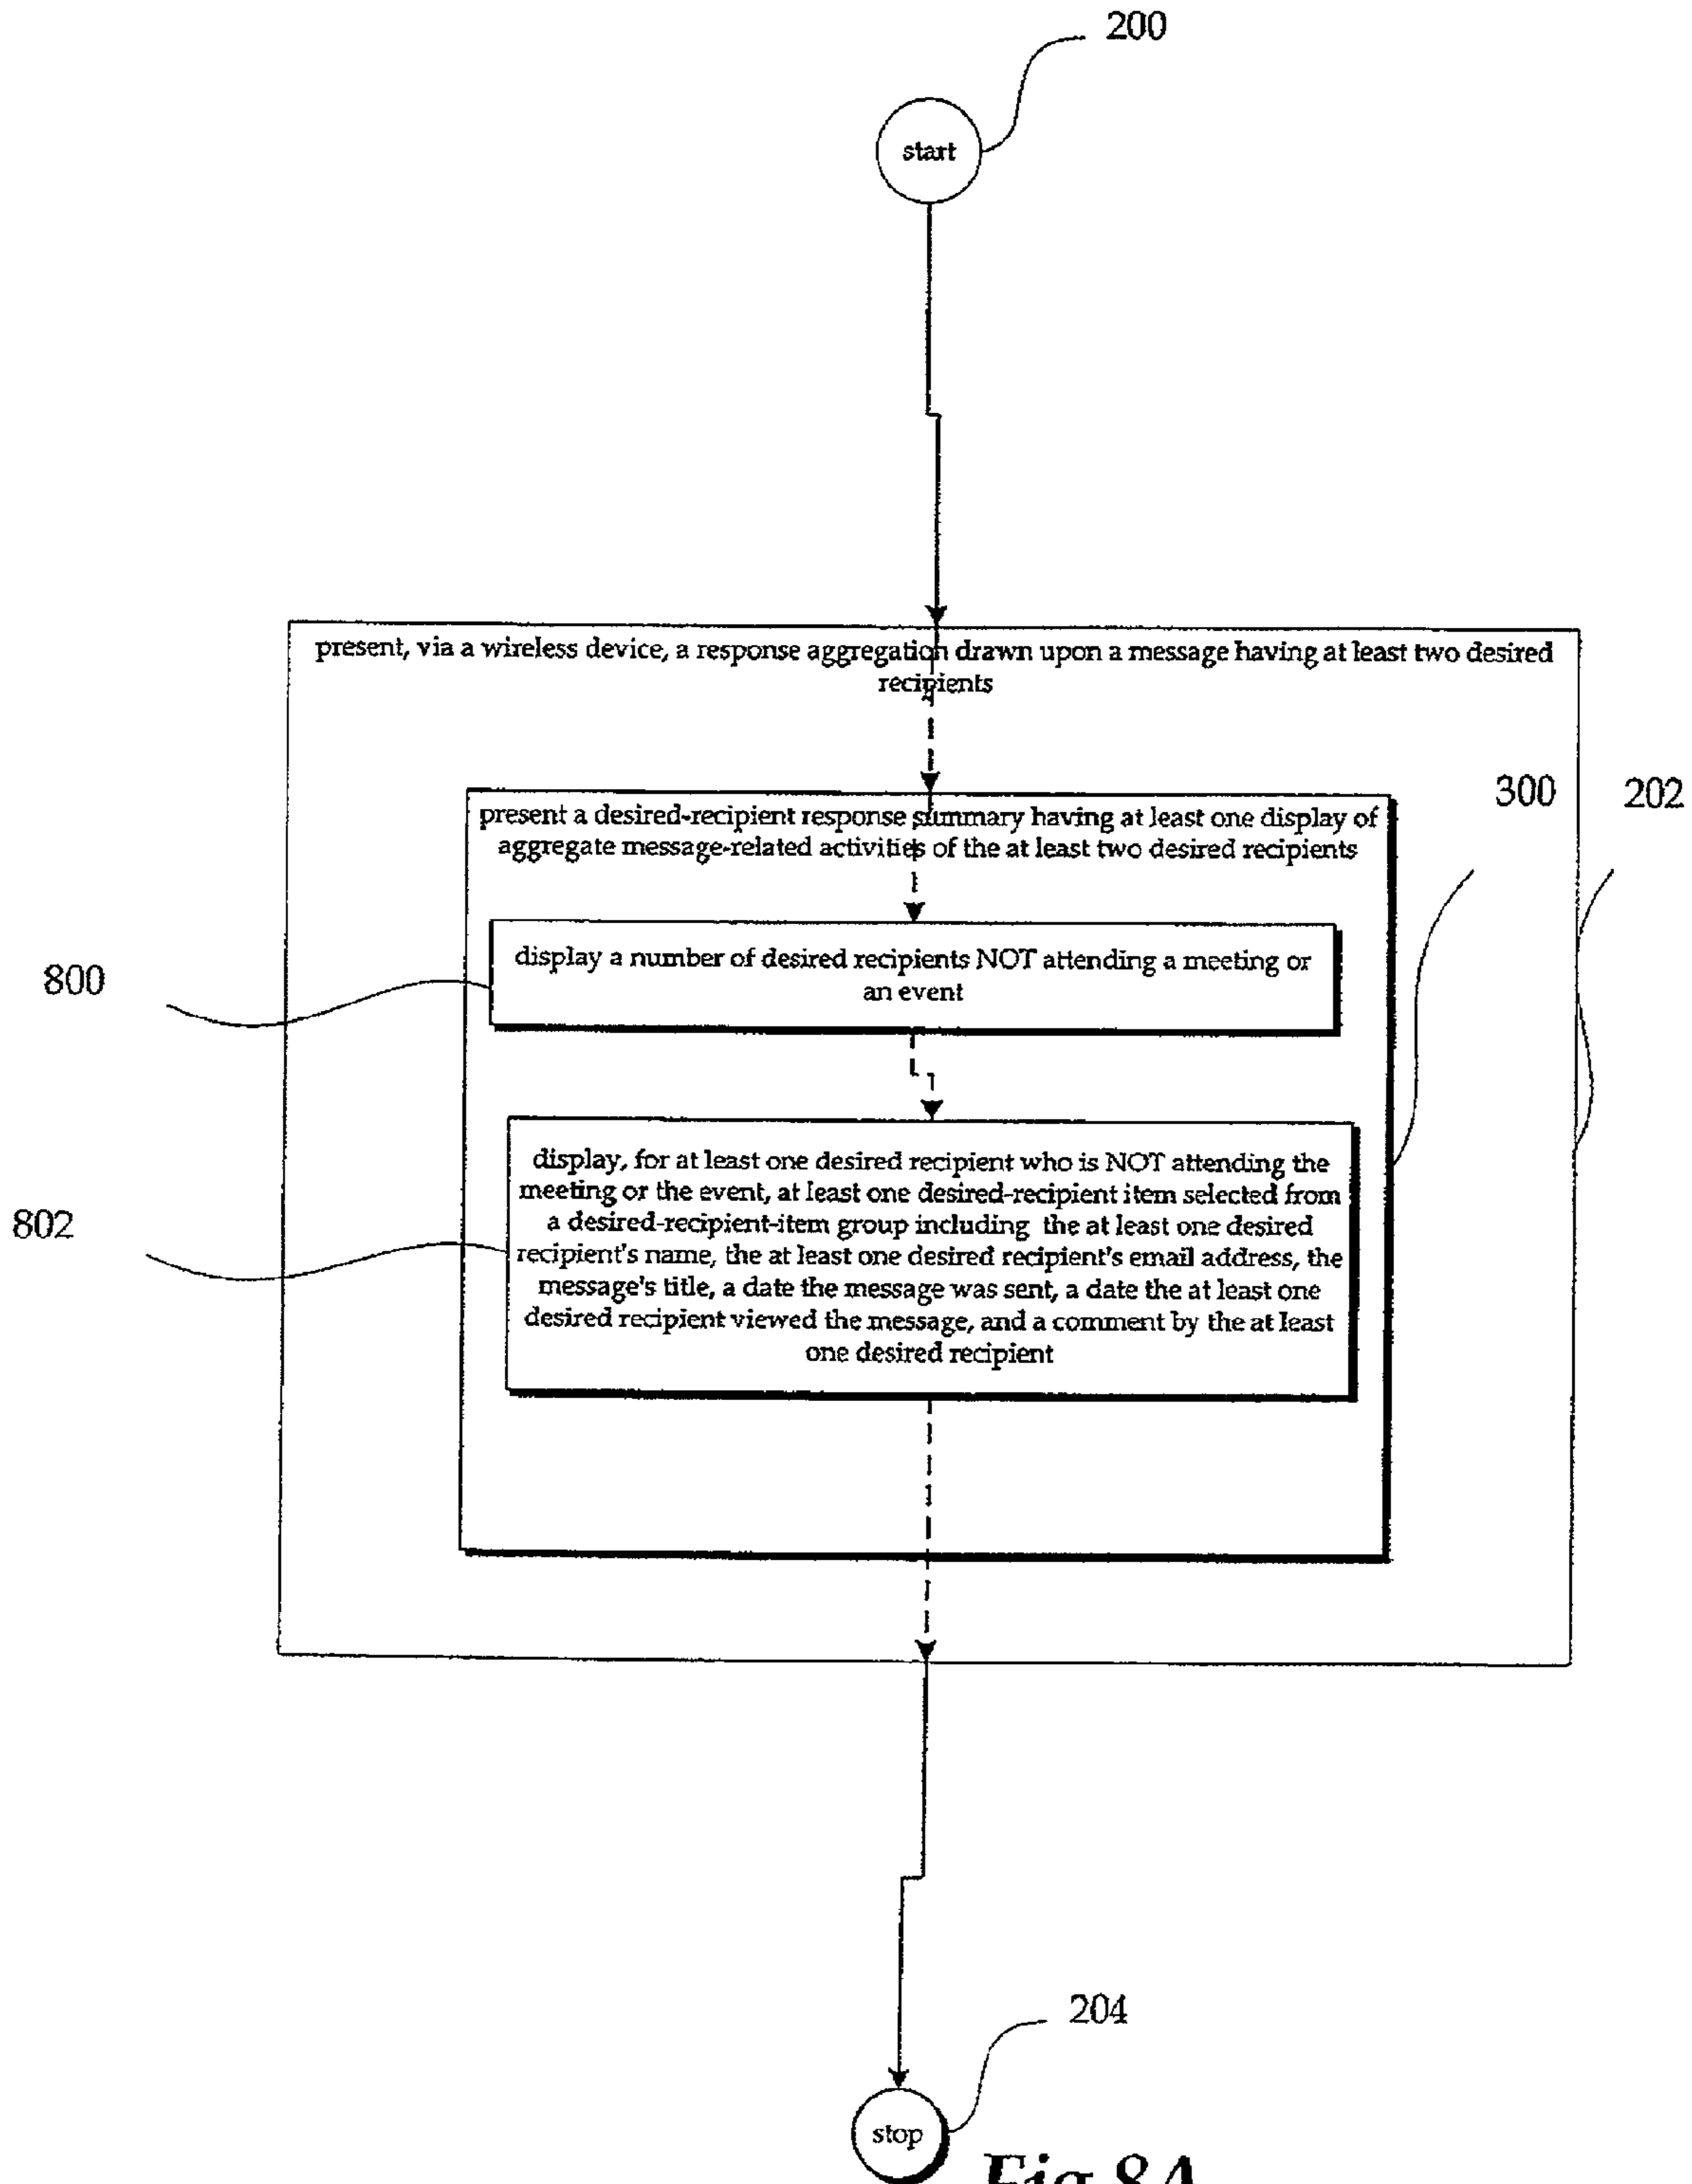 200
start
present, via a wireless device, a response aggregation drawn upon a message having at least two desired
recipients
300
202
present a desired-recipient response summary having at least one display of
aggregate message-related activities of the at least two desired recipients
800
display a number of desired recipients NOT attending a meeting or
an event
802
display, for at least one desired recipient who is NOT attending the
meeting or the event, at least one desired-recipient item selected from
a desired-recipient-item group including the at least one desired
recipient's name, the at least one desired recipient's email address, the
message's title, a date the message was sent, a date the at least one
desired recipient viewed the message, and a comment by the at least
one desired recipient
204
stop
Fig 8A